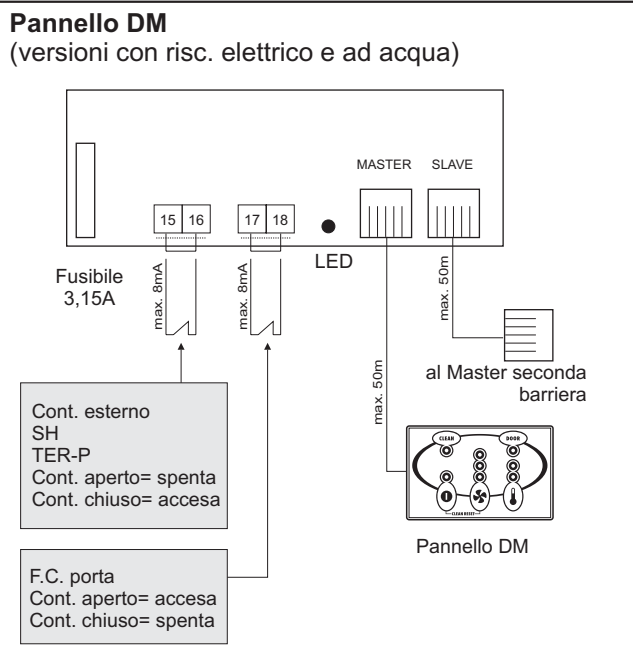 Pannello DM
(versioni con risc. elettrico e ad acqua)
MASTER SLAVE
15 16 17 18
LED
Fusibile
3,15A
max. 8mA
max. 8mA
max. 50m
max. 50m
al Master seconda
barriera
Cont. esterno
SH
TER-P
Cont. aperto= spenta
Cont. chiuso= accesa
CLEAN DOOR
CLEAN RESET
Pannello DM
F.C. porta
Cont. aperto= accesa
Cont. chiuso= spenta